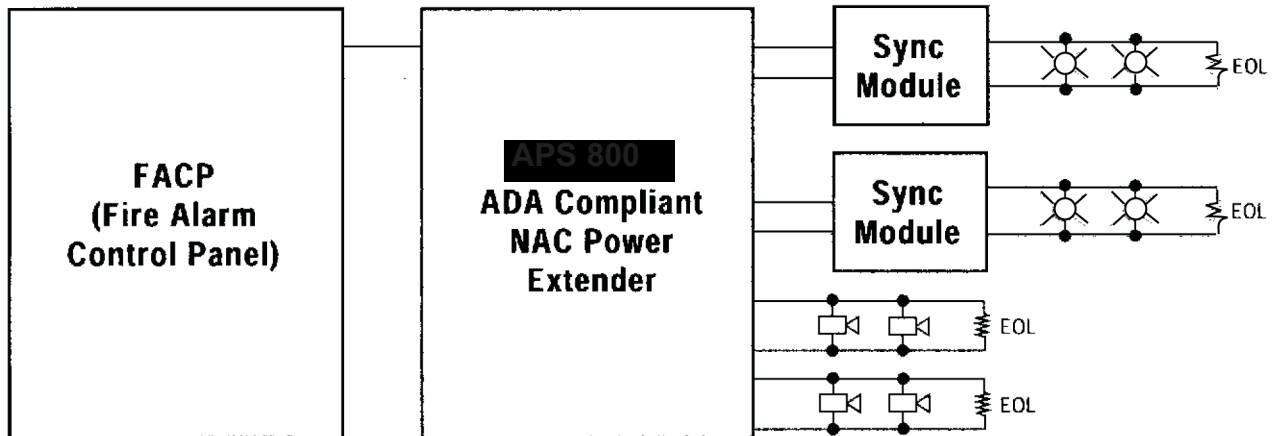 FACP
(Fire Alarm
Control Panel)
APS 800
ADA Compliant
NAC Power
Extender
Sync
Module
EOL
Sync
Module
EOL
EOL
EOL